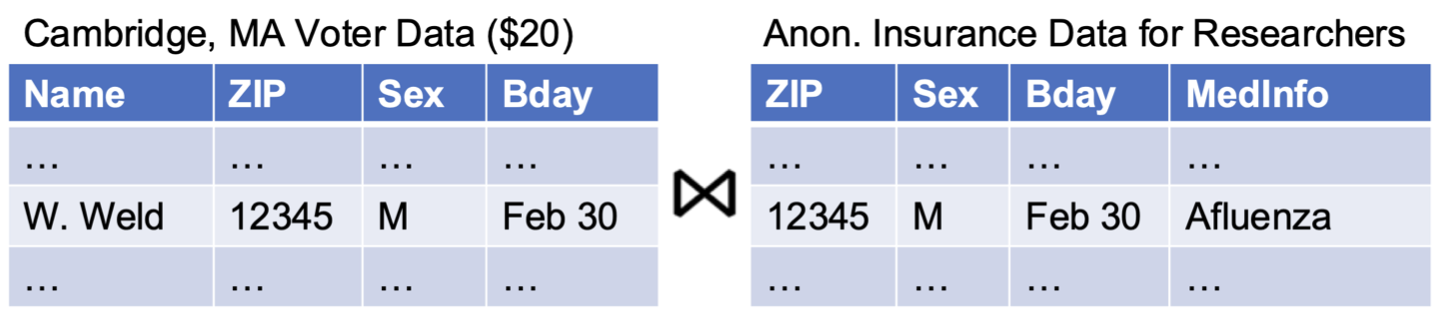 Cambridge, MA Voter Data ($20)
Name ZIP Sex Bday
… … … …
W. Weld 12345 M Feb 30
… … … …
⋈
Anon. Insurance Data for Researchers
ZIP Sex Bday MedInfo
… … … …
12345 M Feb 30 Afluenza
… … … …